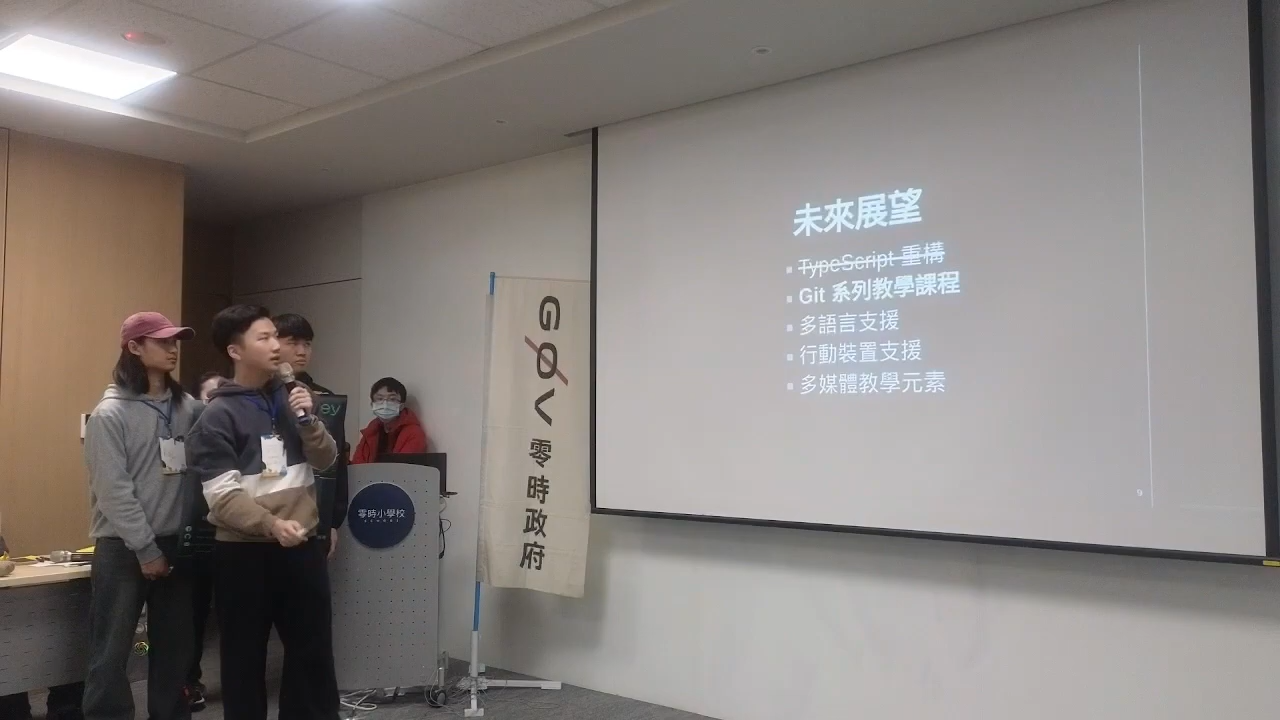 未來展望
TypeScript 重構
Git 系列教學課程
多語言支援
行動裝置支援
多媒體教學元素
9
G0V 零時政府
零時小學校
SCHOOL
ey